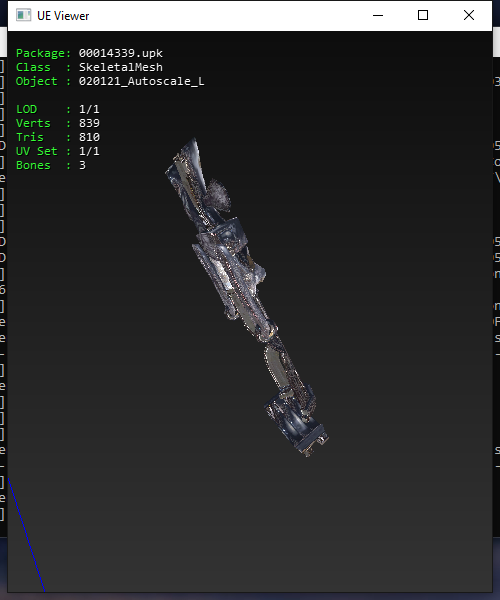 UE Viewer
Package: 00014339.upk
Class : SkeletalMesh
Object : 020121_Autoscale_L
LOD : 1/1
Verts : 839
Tris : 810
UV Set : 1/1
Bones : 3